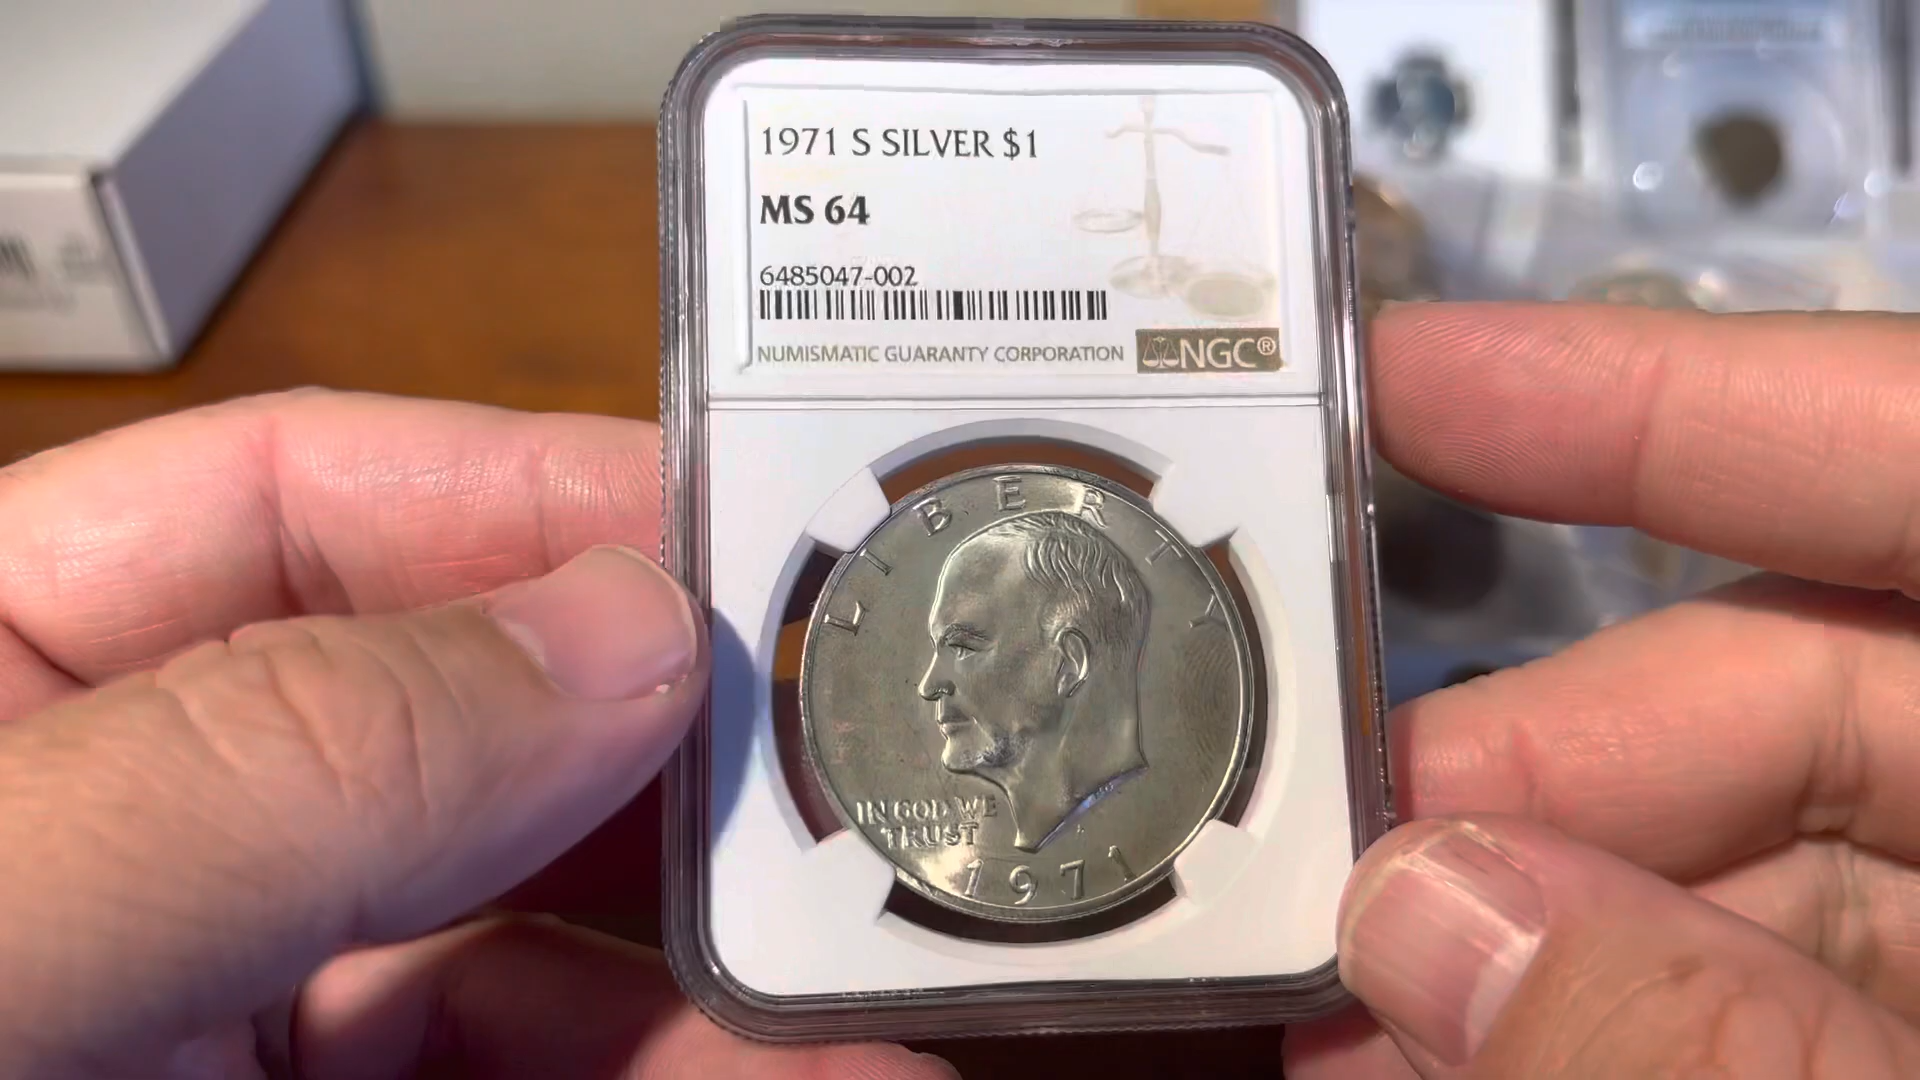 1971 S SILVER $1
MS 64
6485047-002
NUMISMATIC GUARANTY CORPORATION
NGC®
LIBERTY
IN GOD WE
TRUST
1971